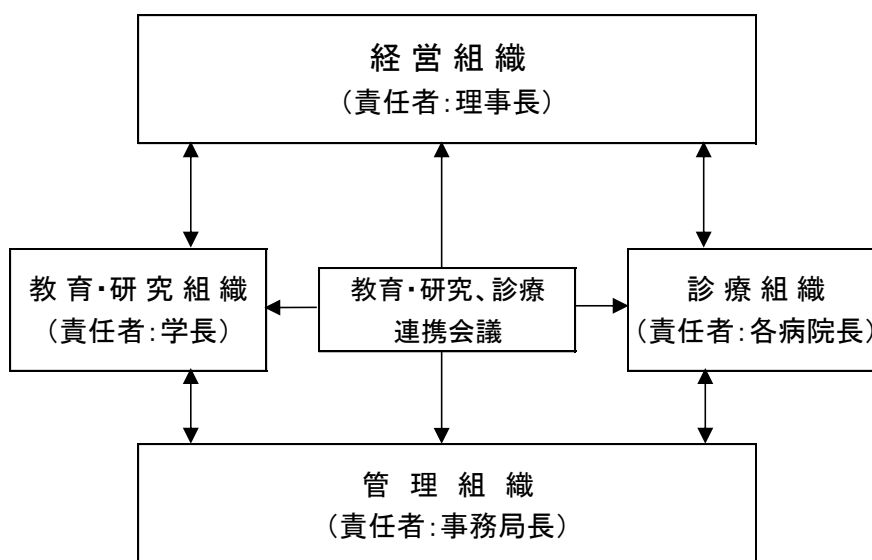 経営組織
（責任者：理事長）
教育・研究組織
（責任者：学長）
教育・研究、診療
連携会議
診療組織
（責任者：各病院長）
管理組織
（責任者：事務局長）